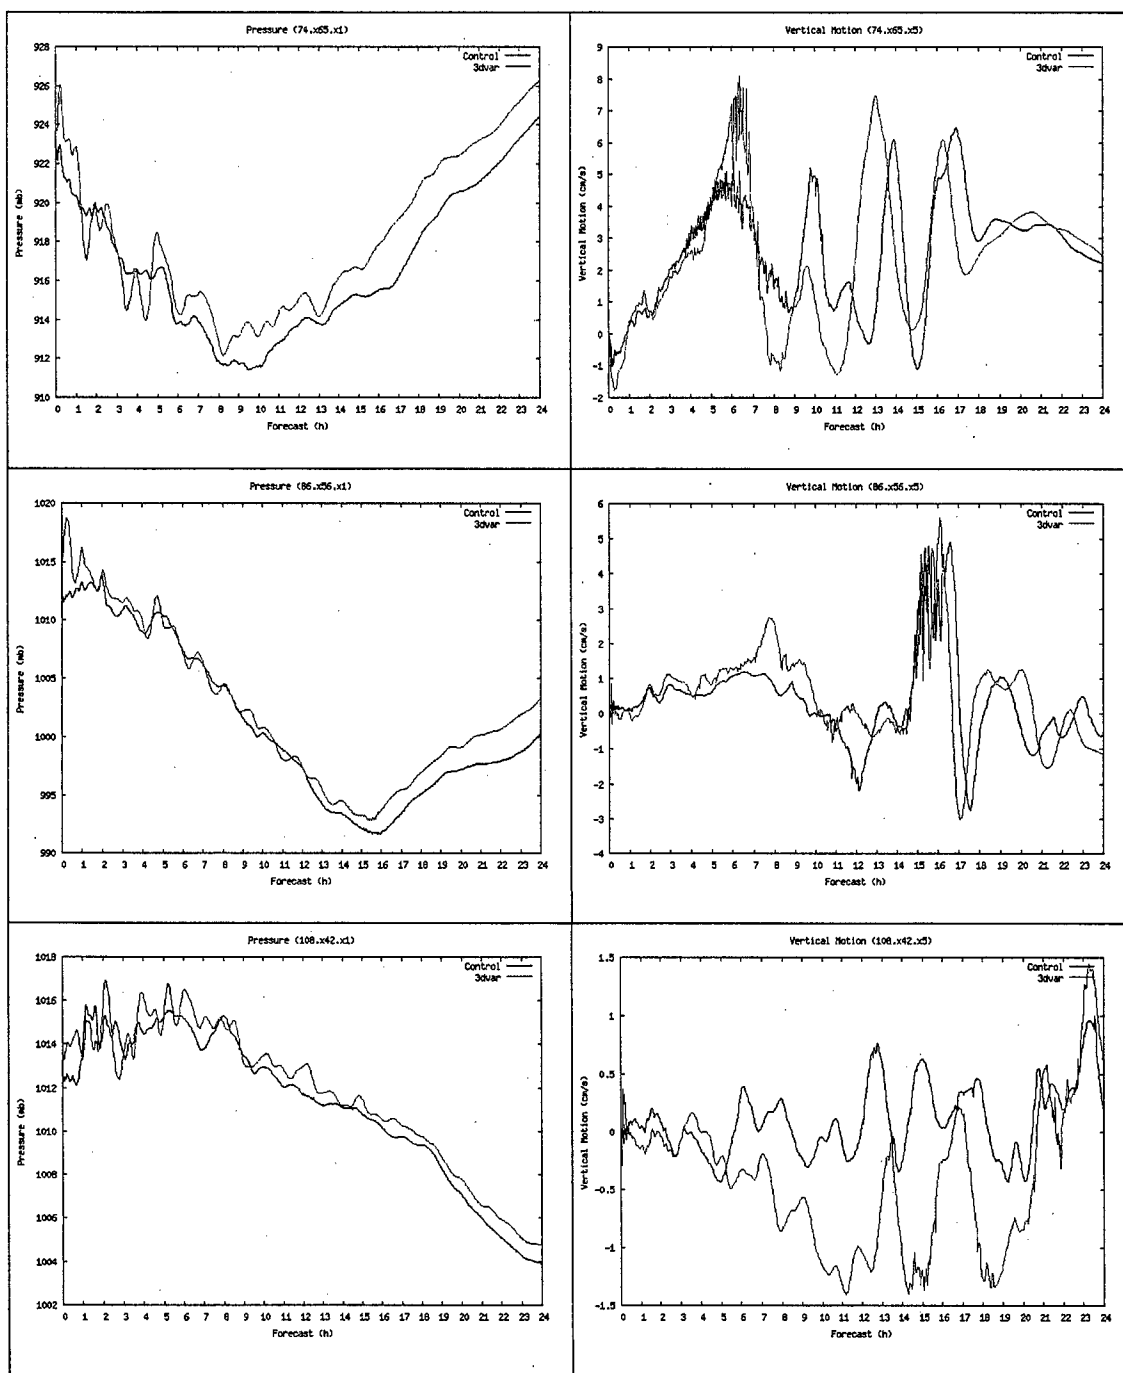 Pressure (74.x65.x1)
Control
3dvar
928
926
924
922
920
918
916
914
912
910
Pressure (mb)
0 1 2 3 4 5 6 7 8 9 10 11 12 13 14 15 16 17 18 19 20 21 22 23 24
Forecast (h)
Vertical Motion (74.x65.x5)
Control
3dvar
9
8
7
6
5
4
3
2
1
0
-1
-2
Vertical Motion (cm/s)
0 1 2 3 4 5 6 7 8 9 10 11 12 13 14 15 16 17 18 19 20 21 22 23 24
Forecast (h)
Pressure (86.x56.x1)
Control
3dvar
1020
1015
1010
1005
1000
995
990
Pressure (mb)
0 1 2 3 4 5 6 7 8 9 10 11 12 13 14 15 16 17 18 19 20 21 22 23 24
Forecast (h)
Vertical Motion (86.x56.x5)
Control
3dvar
6
5
4
3
2
1
0
-1
-2
-3
-4
Vertical Motion (cm/s)
0 1 2 3 4 5 6 7 8 9 10 11 12 13 14 15 16 17 18 19 20 21 22 23 24
Forecast (h)
Pressure (108.x42.x1)
Control
3dvar
1018
1016
1014
1012
1010
1008
1006
1004
1002
Pressure (mb)
0 1 2 3 4 5 6 7 8 9 10 11 12 13 14 15 16 17 18 19 20 21 22 23 24
Forecast (h)
Vertical Motion (108.x42.x5)
Control
3dvar
1.5
1
0.5
0
-0.5
-1
-1.5
Vertical Motion (cm/s)
0 1 2 3 4 5 6 7 8 9 10 11 12 13 14 15 16 17 18 19 20 21 22 23 24
Forecast (h)